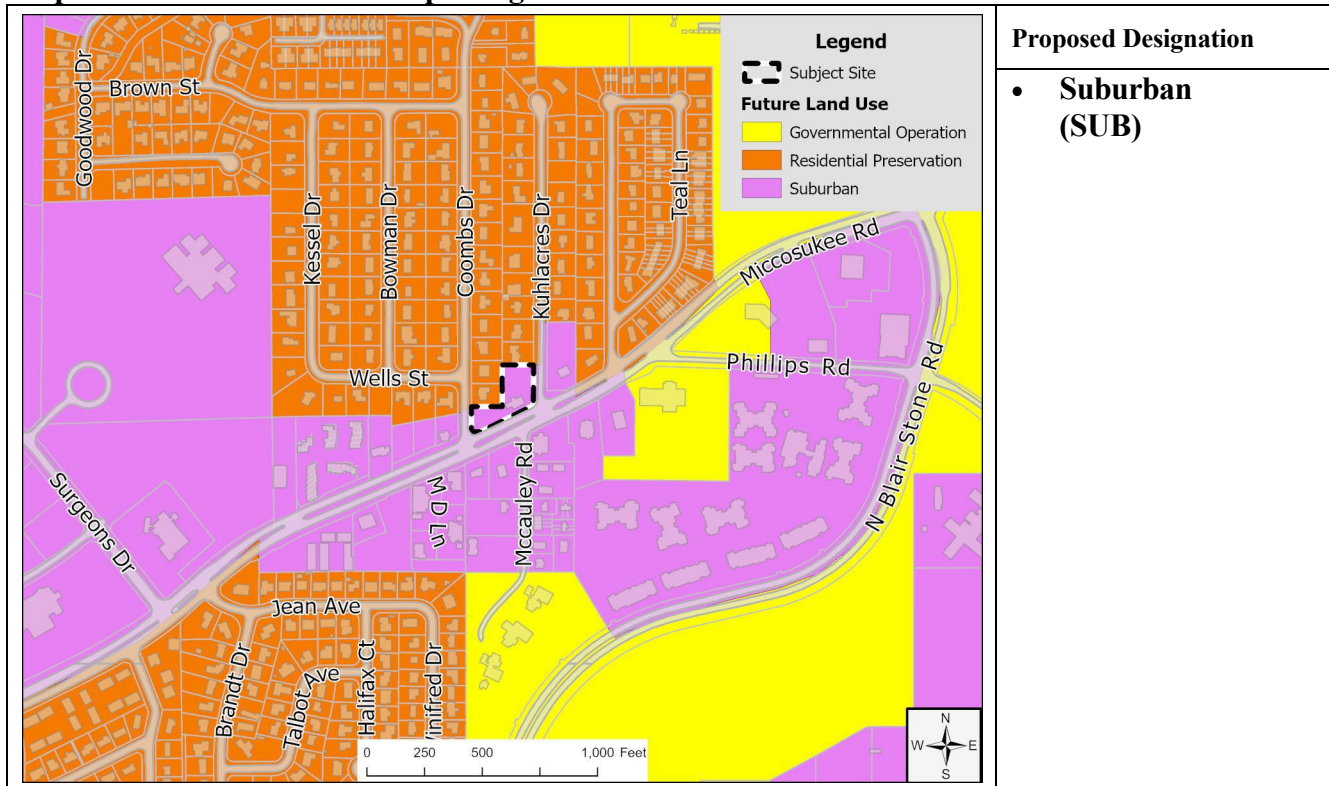 Legend
Subject Site
Future Land Use
Governmental Operation
Residential Preservation
Suburban
Goodwood Dr
Brown St
Kessel Dr
Bowman Dr
Coombs Dr
Kuhlacres Dr
Teal Ln
Miccosukee Rd
Wells St
Phillips Rd
N Blair Stone Rd
Surgeons Dr
M D Ln
Mccauley Rd
Jean Ave
Brandt Dr
Talbot Ave
Halifax Ct
Dr
0 250 500 1,000 Feet
N
W E
S
Proposed Designation
• Suburban
(SUB)